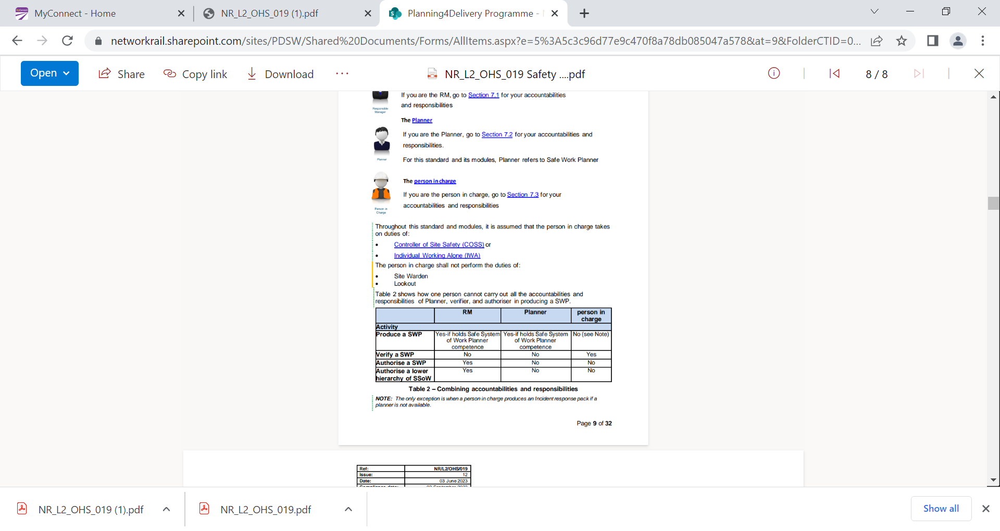 MyConnect - Home
NR_L2_OHS_019 (1).pdf
Planning4Delivery Programme -
networkrail.sharepoint.com/sites/PDSW/Shared%20Documents/Forms/AllItems.aspx?e=5%3A5c3c96d77e9c470f8a78db085047a578&at=9&FolderCTID=0...
Open
Share
Copy link
Download
NR_L2_OHS_019 Safety ....pdf
8 / 8
If you are the RM, go to Section 7.1 for your accountabilities
and responsibilities
Responsible
Manager
The Planner
If you are the Planner, go to Section 7.2 for your accountabilities and
responsibilities.
Planner
For this standard and its modules, Planner refers to Safe Work Planner
The person in charge
If you are the person in charge, go to Section 7.3 for your
accountabilities and responsibilities
Person in
Charge
Throughout this standard and modules, it is assumed that the person in charge takes
on duties of:
• Controller of Site Safety (COSS) or
• Individual Working Alone (IWA)
The person in charge shall not perform the duties of:
• Site Warden
• Lookout
Table 2 shows how one person cannot carry out all the accountabilities and
responsibilities of Planner, verifier, and authoriser in producing a SWP.
RM Planner person in
charge
Activity
Produce a SWP Yes-if holds Safe System Yes-if holds Safe System No (see Note)
of Work Planner of Work Planner
competence competence
Verify a SWP No No Yes
Authorise a SWP Yes No No
Authorise a lower Yes No No
hierarchy of SSoW
Table 2 – Combining accountabilities and responsibilities
NOTE: The only exception is when a person in charge produces an Incident response pack if a
planner is not available.
Page 9 of 32
Ref: NR/L2/OHS/019
Issue: 12
Date: 03 June 2023
NR_L2_OHS_019 (1).pdf
NR_L2_OHS_019.pdf
Show all